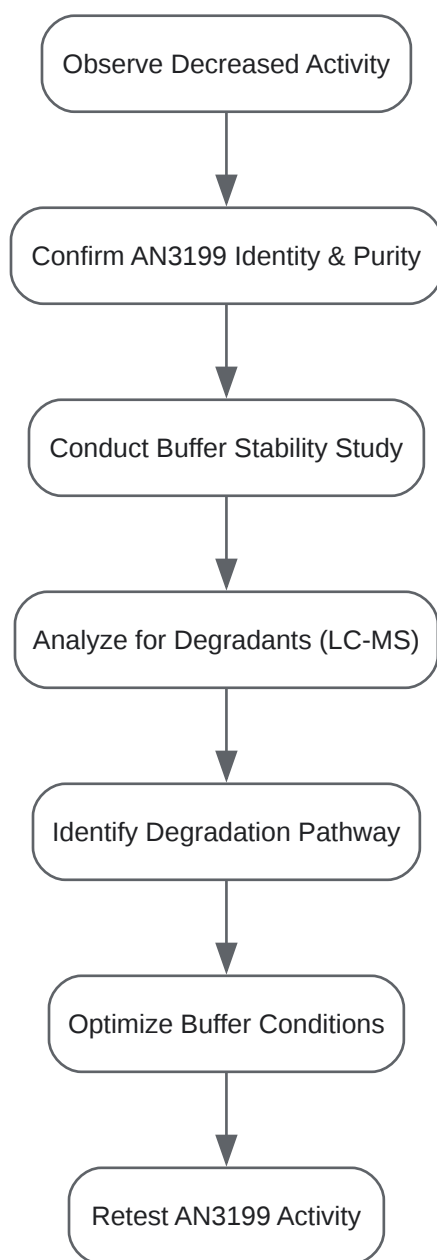 Observe Decreased Activity
Confirm AN3199 Identity & Purity
Conduct Buffer Stability Study
Analyze for Degradants (LC-MS)
Identify Degradation Pathway
Optimize Buffer Conditions
Retest AN3199 Activity